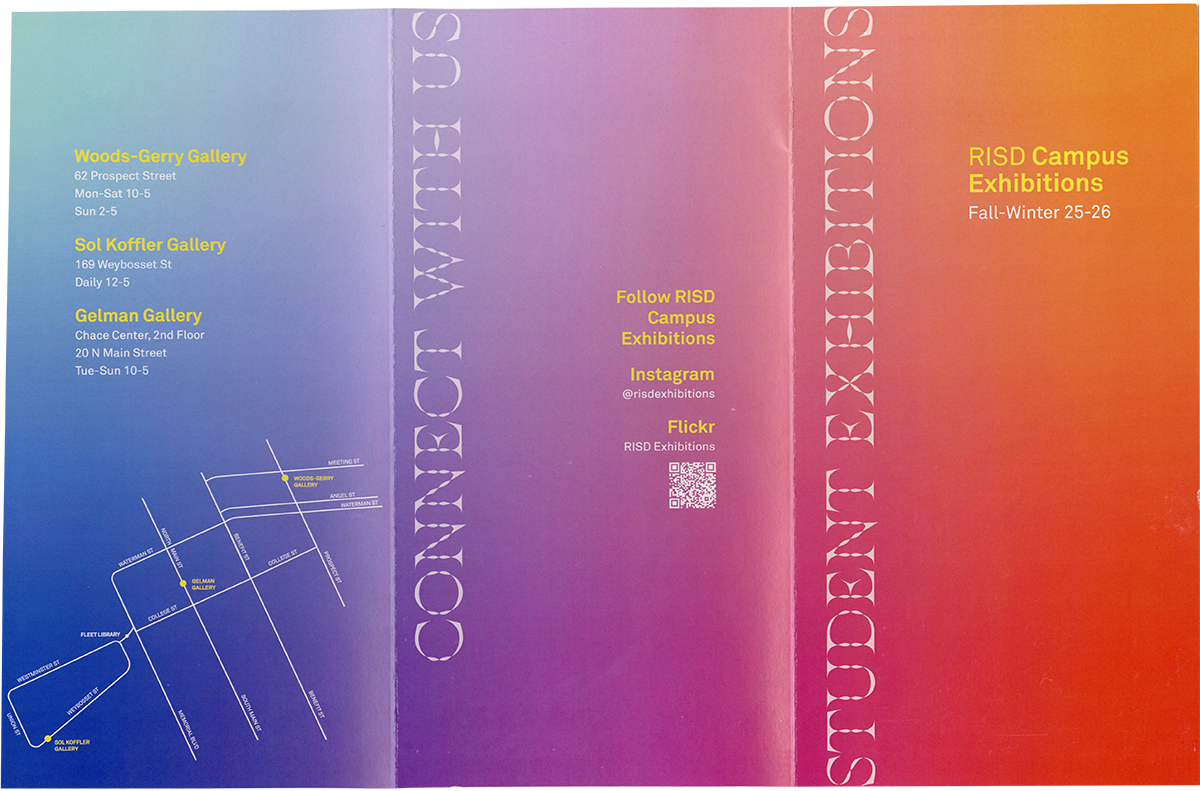 Woods-Gerry Gallery
62 Prospect Street
Mon-Sat 10-5
Sun 2-5
Sol Koffler Gallery
169 Weybosset St
Daily 12-5
Gelman Gallery
Chace Center, 2nd Floor
20 N Main Street
Tue-Sun 10-5
MEETING ST
WOODS-GERRY
GALLERY
ANGEL ST
WATERMAN ST
WATERMAN ST
NORTH MAIN ST
BENEFIT ST
COLLEGE ST
PROSPECT ST
GELMAN
GALLERY
COLLEGE ST
FLEET LIBRARY
WESTMINSTER ST
WEYBOSSET ST
UNION ST
MEMORIAL BLVD
SOUTH MAIN ST
BENEFIT ST
SOL KOFFLER
GALLERY
CONNECT WITH US
Follow RISD
Campus
Exhibitions
Instagram
@risdexhibitions
Flickr
RISD Exhibitions
STUDENT EXHIBITIONS
RISD Campus
Exhibitions
Fall-Winter 25-26